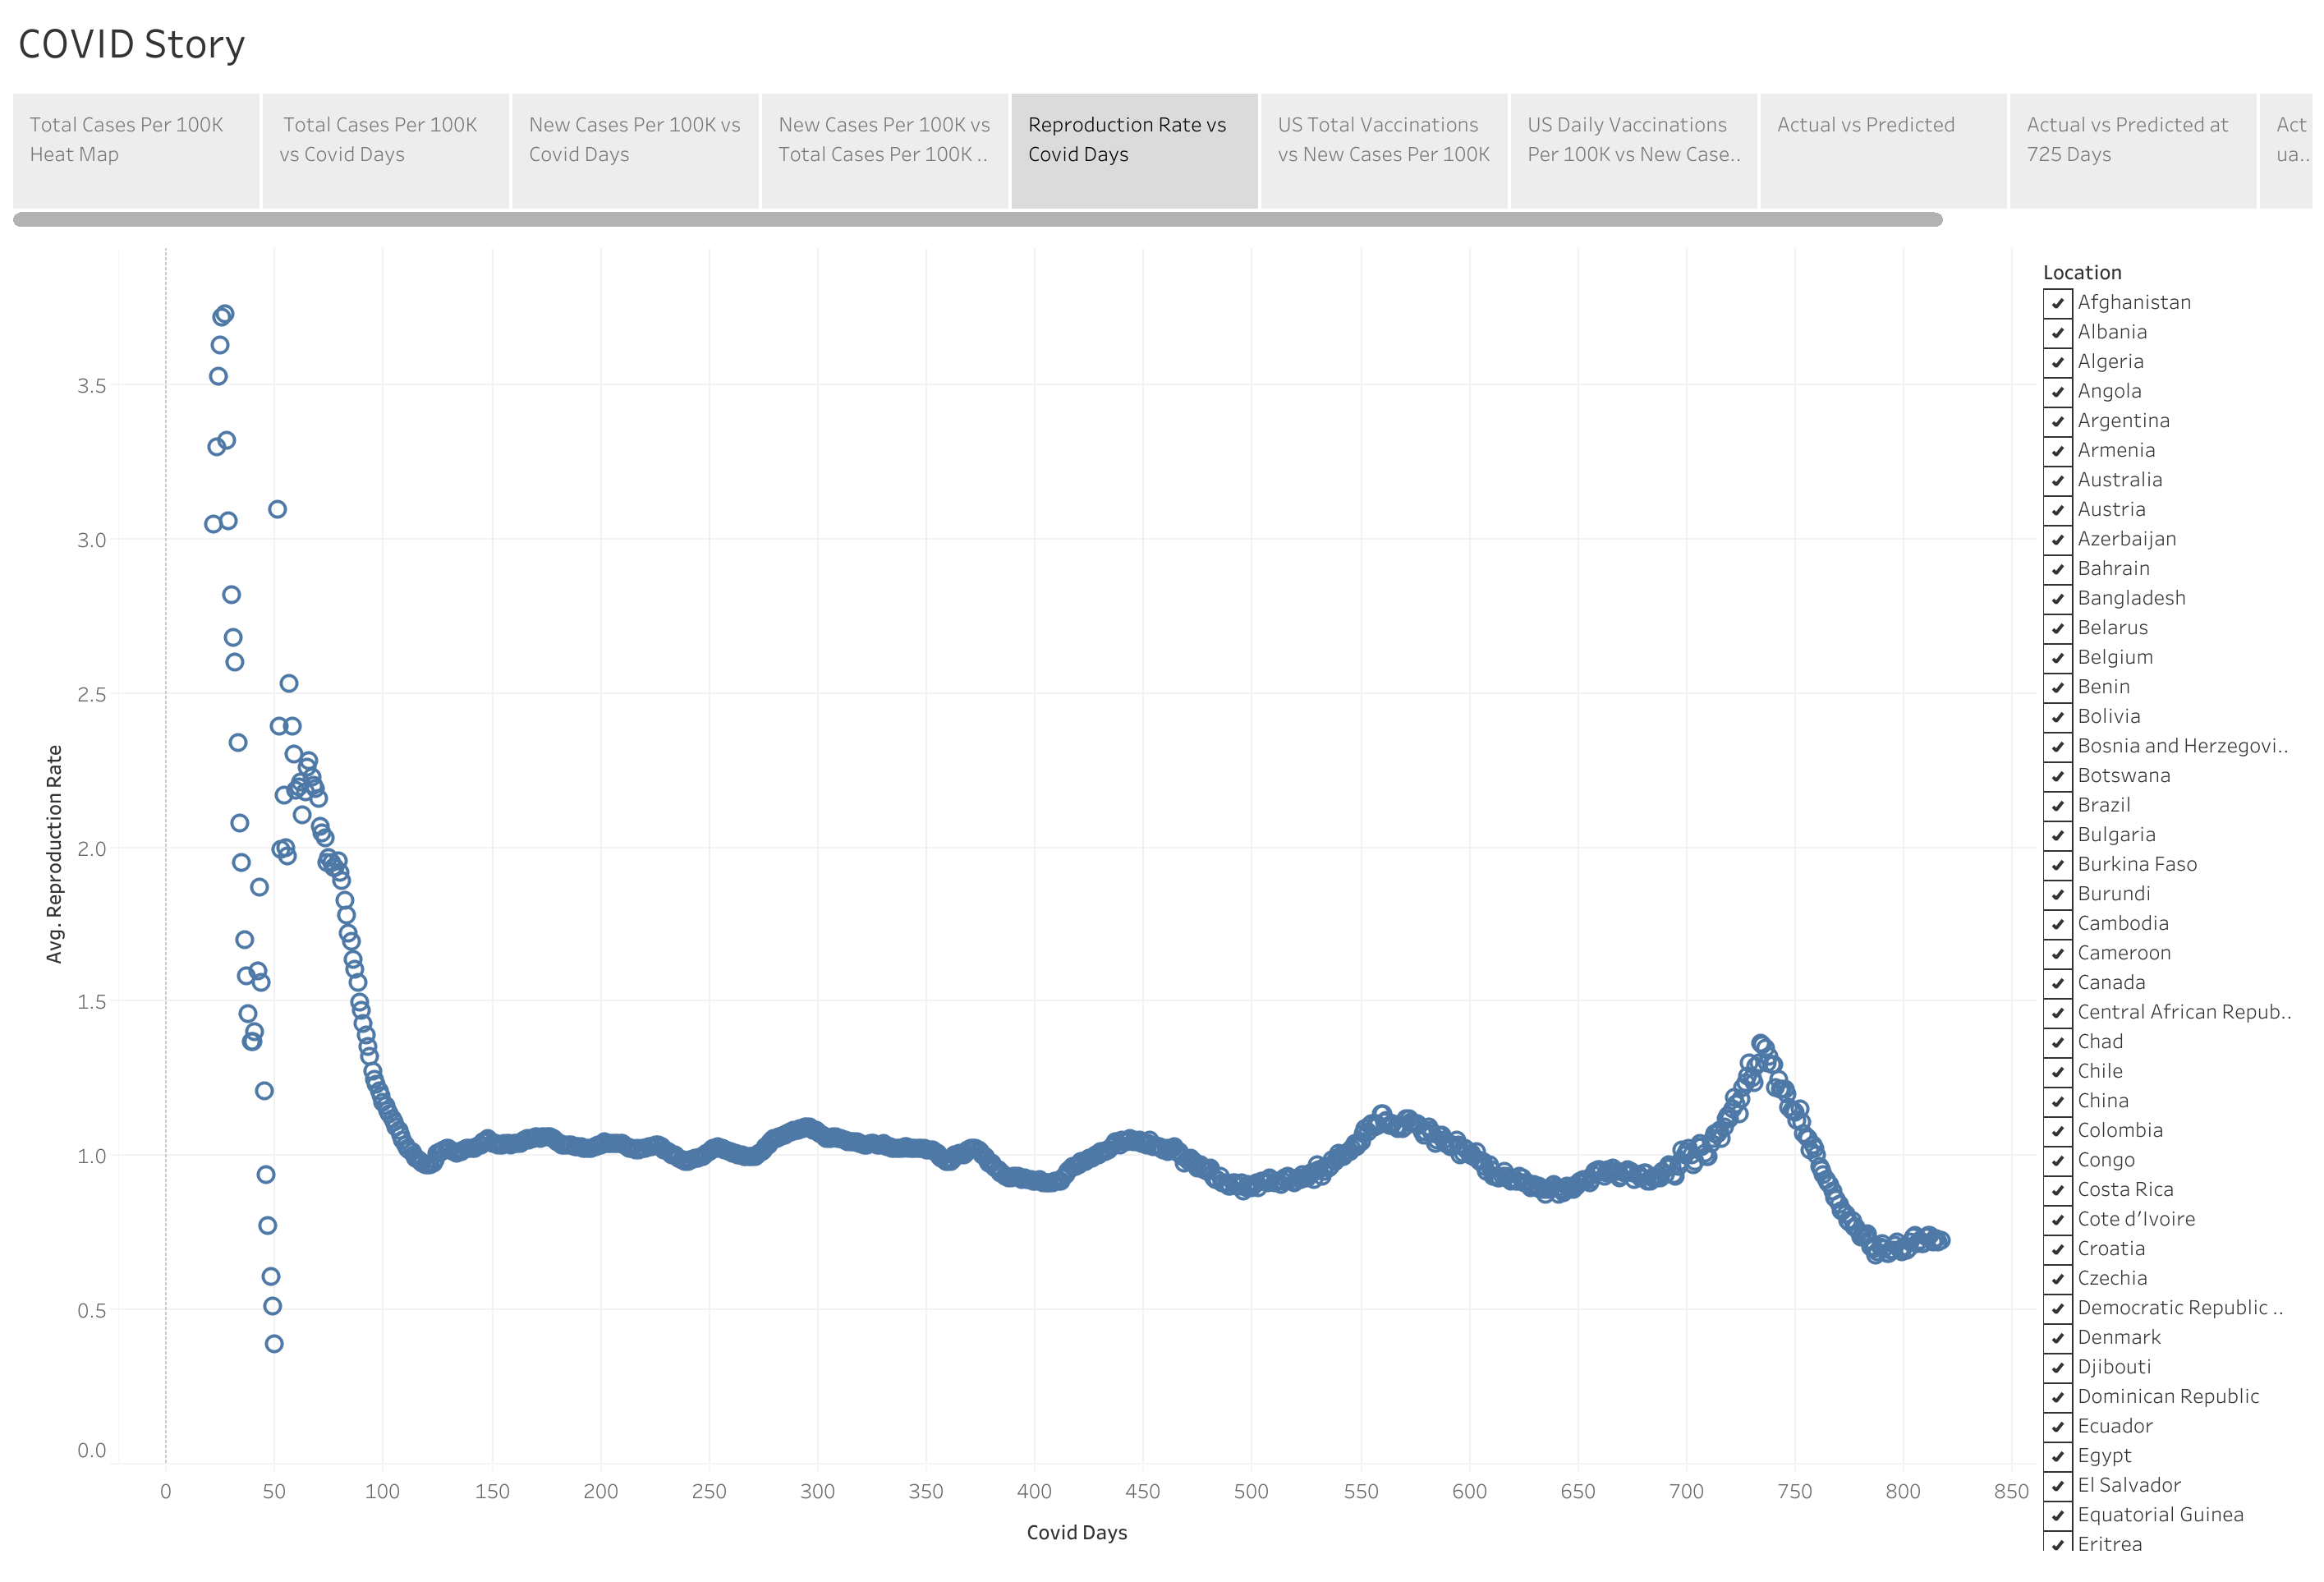 COVID Story
Total Cases Per 100K
Heat Map
Total Cases Per 100K
vs Covid Days
New Cases Per 100K vs
Covid Days
New Cases Per 100K vs
Total Cases Per 100K ..
Reproduction Rate vs
Covid Days
US Total Vaccinations
vs New Cases Per 100K
US Daily Vaccinations
Per 100K vs New Case..
Actual vs Predicted
Actual vs Predicted at
725 Days
Act
ua..
3.5
3.0
2.5
2.0
1.5
1.0
0.5
0.0
Avg. Reproduction Rate
0 50 100 150 200 250 300 350 400 450 500 550 600 650 700 750 800 850
Covid Days
Location
Afghanistan
Albania
Algeria
Angola
Argentina
Armenia
Australia
Austria
Azerbaijan
Bahrain
Bangladesh
Belarus
Belgium
Benin
Bolivia
Bosnia and Herzegovi..
Botswana
Brazil
Bulgaria
Burkina Faso
Burundi
Cambodia
Cameroon
Canada
Central African Repub..
Chad
Chile
China
Colombia
Congo
Costa Rica
Cote d’Ivoire
Croatia
Czechia
Democratic Republic ..
Denmark
Djibouti
Dominican Republic
Ecuador
Egypt
El Salvador
Equatorial Guinea
Eritrea